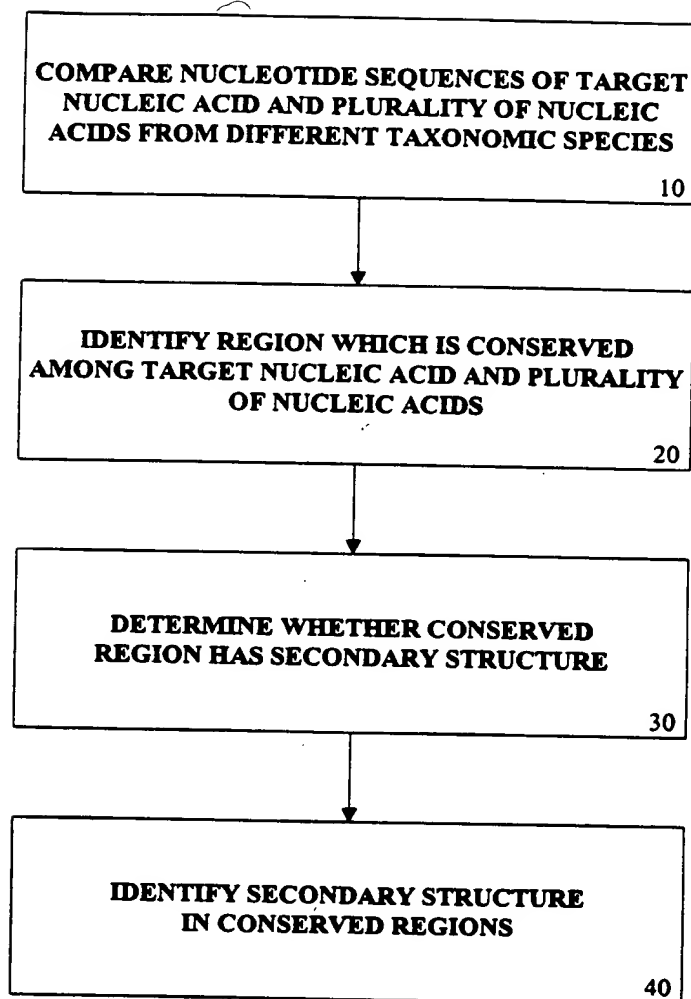 COMPARE NUCLEOTIDE SEQUENCES OF TARGET
NUCLEIC ACID AND PLURALITY OF NUCLEIC
ACIDS FROM DIFFERENT TAXONOMIC SPECIES
10
IDENTIFY REGION WHICH IS CONSERVED
AMONG TARGET NUCLEIC ACID AND PLURALITY
OF NUCLEIC ACIDS
20
DETERMINE WHETHER CONSERVED
REGION HAS SECONDARY STRUCTURE
30
IDENTIFY SECONDARY STRUCTURE
IN CONSERVED REGIONS
40